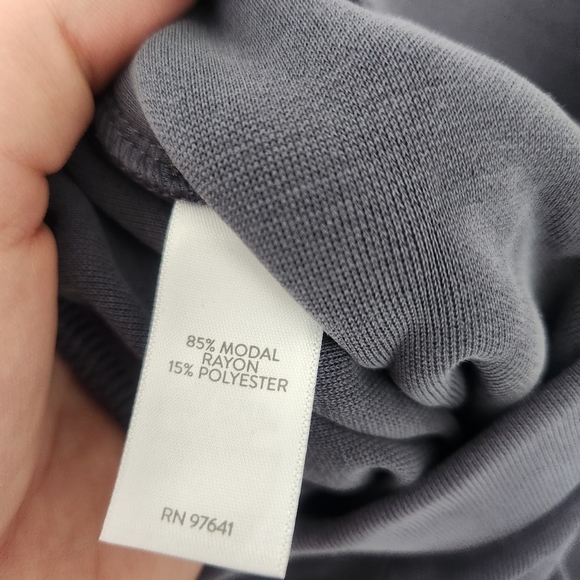 85% MODAL
RAYON
15% POLYESTER
RN 97641